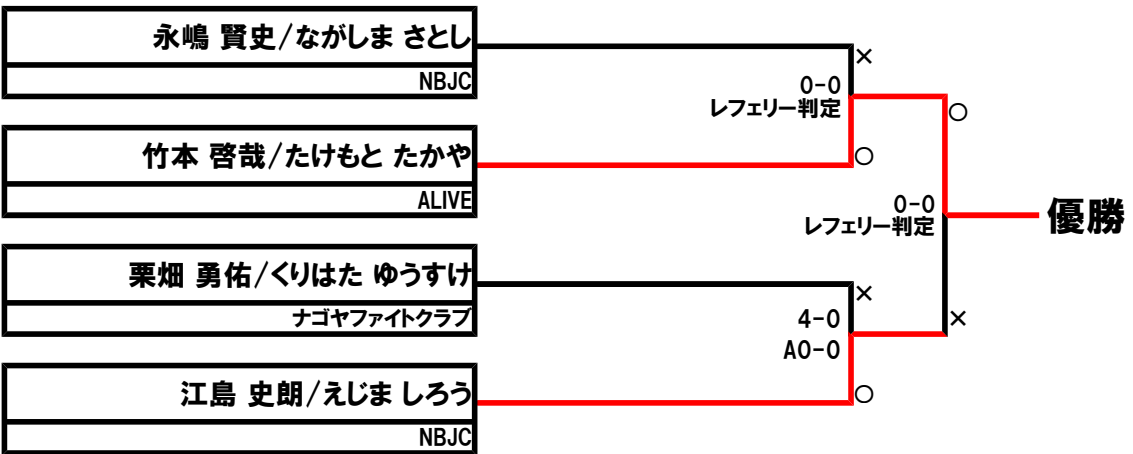 永嶋 賢史/ながしま さとし
NBJC
竹本 啓哉/たけもと たかや
ALIVE
栗畑 勇佑/くりはた ゆうすけ
ナゴヤファイトクラブ
江島 史朗/えじま しろう
NBJC
×
0-0
レフェリー判定
○
×
4-0
A0-0
○
○
0-0
レフェリー判定
×
優勝